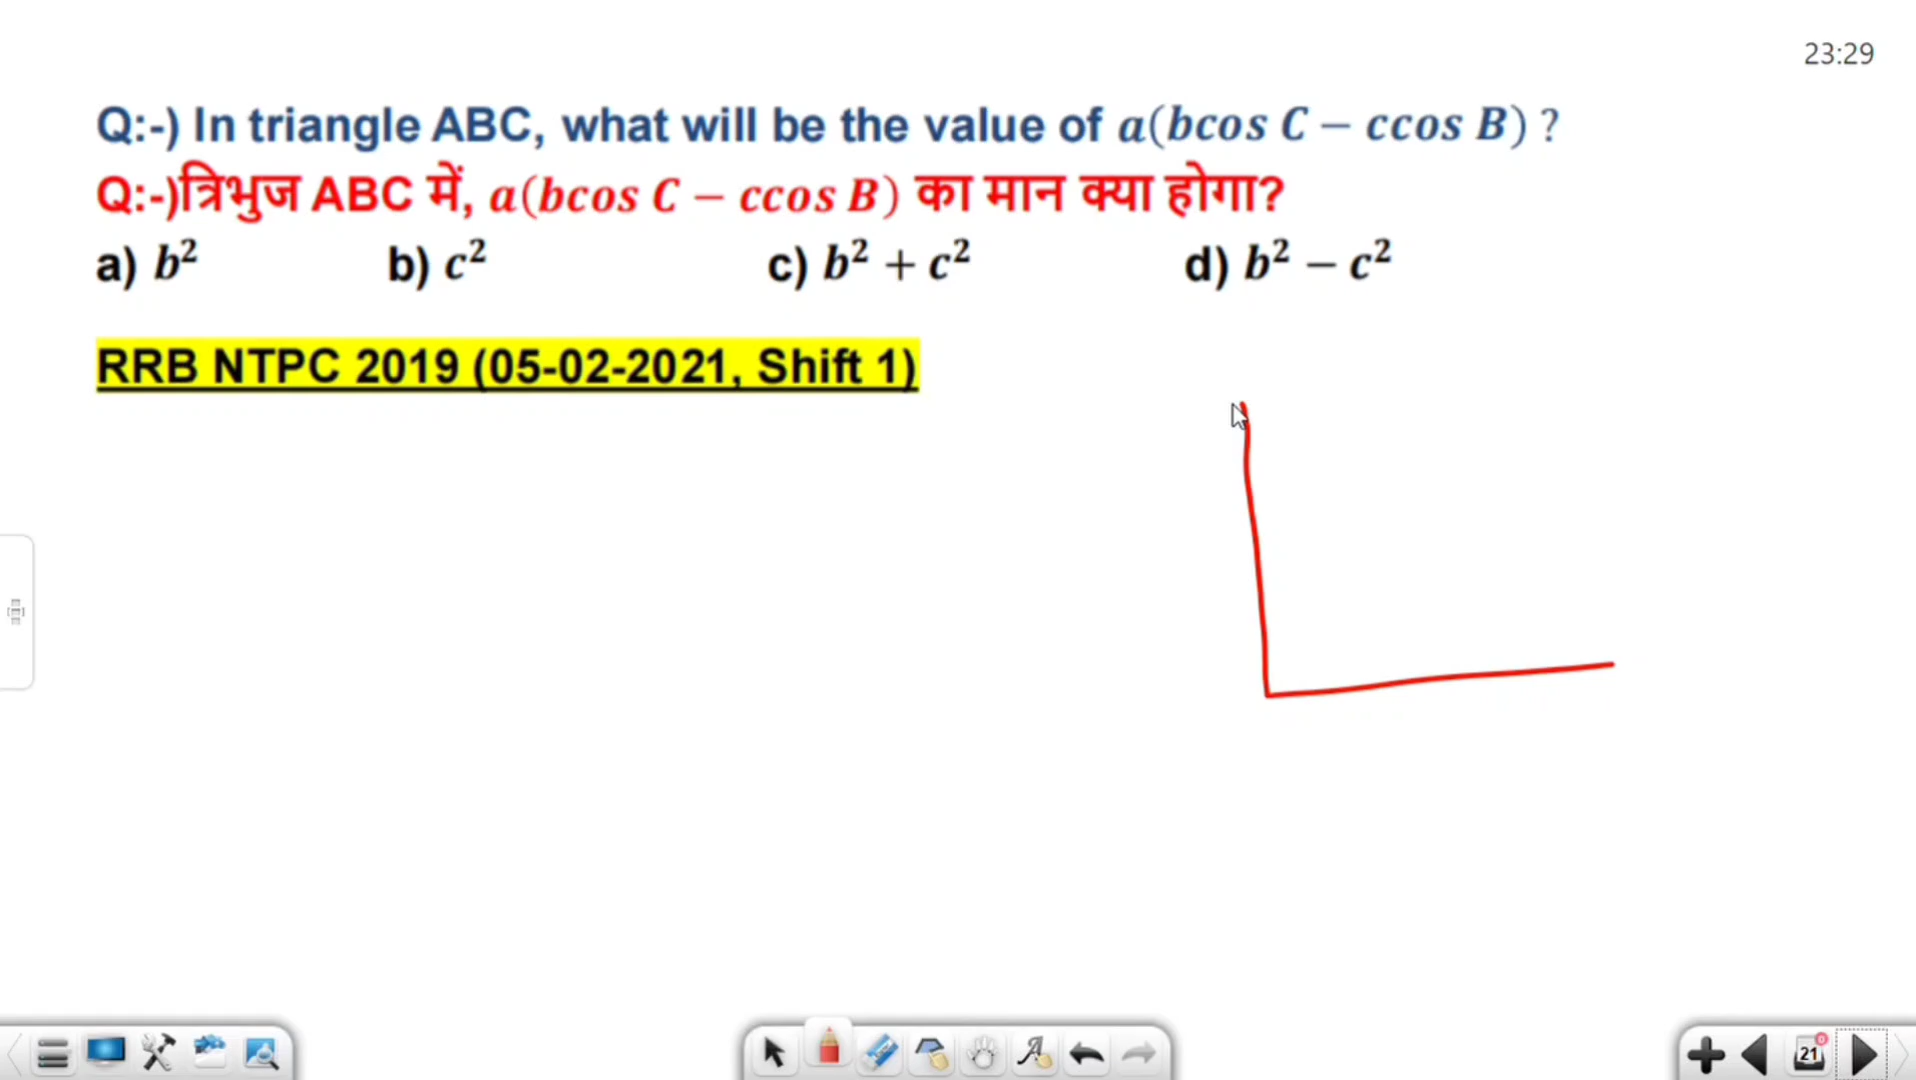 23:29
Q:-) In triangle ABC, what will be the value of a(bcos C − ccos B) ?
Q:-)त्रिभुज ABC में, a(bcos C − ccos B) का मान क्या होगा?
a) b² b) c² c) b² + c² d) b² − c²
RRB NTPC 2019 (05-02-2021, Shift 1)
21
0